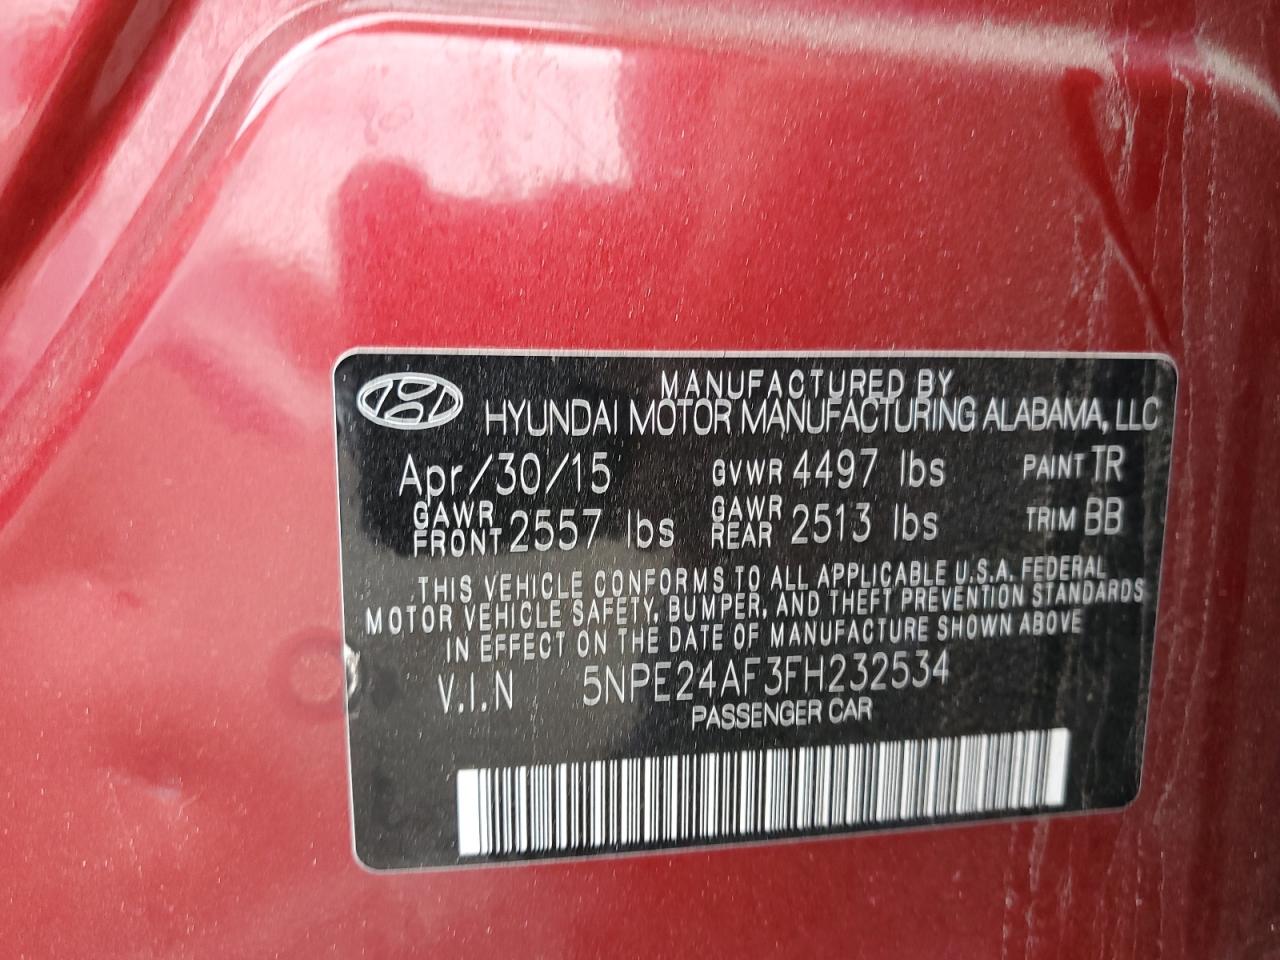 MANUFACTURED BY
HYUNDAI MOTOR MANUFACTURING ALABAMA, LLC
Apr/30/15 GVWR 4497 lbs PAINT TR
GAWR FRONT 2557 lbs GAWR REAR 2513 lbs TRIM BB
THIS VEHICLE CONFORMS TO ALL APPLICABLE U.S.A. FEDERAL
MOTOR VEHICLE SAFETY, BUMPER, AND THEFT PREVENTION STANDARDS
IN EFFECT ON THE DATE OF MANUFACTURE SHOWN ABOVE
V.I.N 5NPE24AF3FH232534
PASSENGER CAR